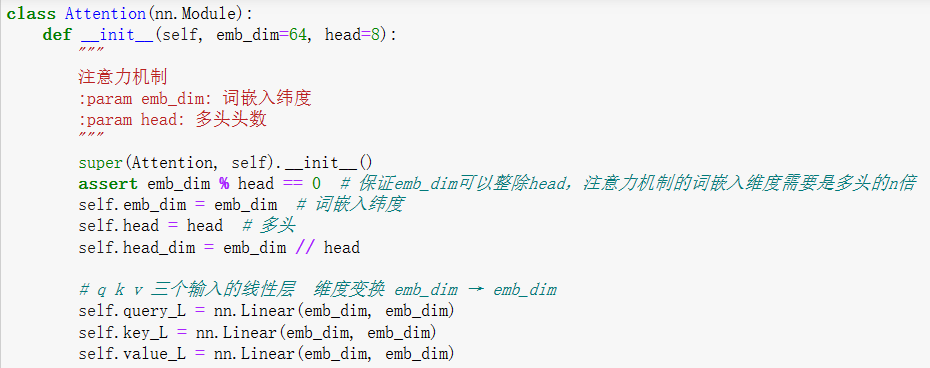 class Attention(nn.Module):
    def __init__(self, emb_dim=64, head=8):
        """
        注意力机制
        :param emb_dim: 词嵌入纬度
        :param head: 多头头数
        """
        super(Attention, self).__init__()
        assert emb_dim % head == 0  # 保证emb_dim可以整除head，注意力机制的词嵌入维度需要是多头的n倍
        self.emb_dim = emb_dim  # 词嵌入纬度
        self.head = head  # 多头
        self.head_dim = emb_dim // head

        # q k v 三个输入的线性层  维度变换 emb_dim → emb_dim
        self.query_L = nn.Linear(emb_dim, emb_dim)
        self.key_L = nn.Linear(emb_dim, emb_dim)
        self.value_L = nn.Linear(emb_dim, emb_dim)